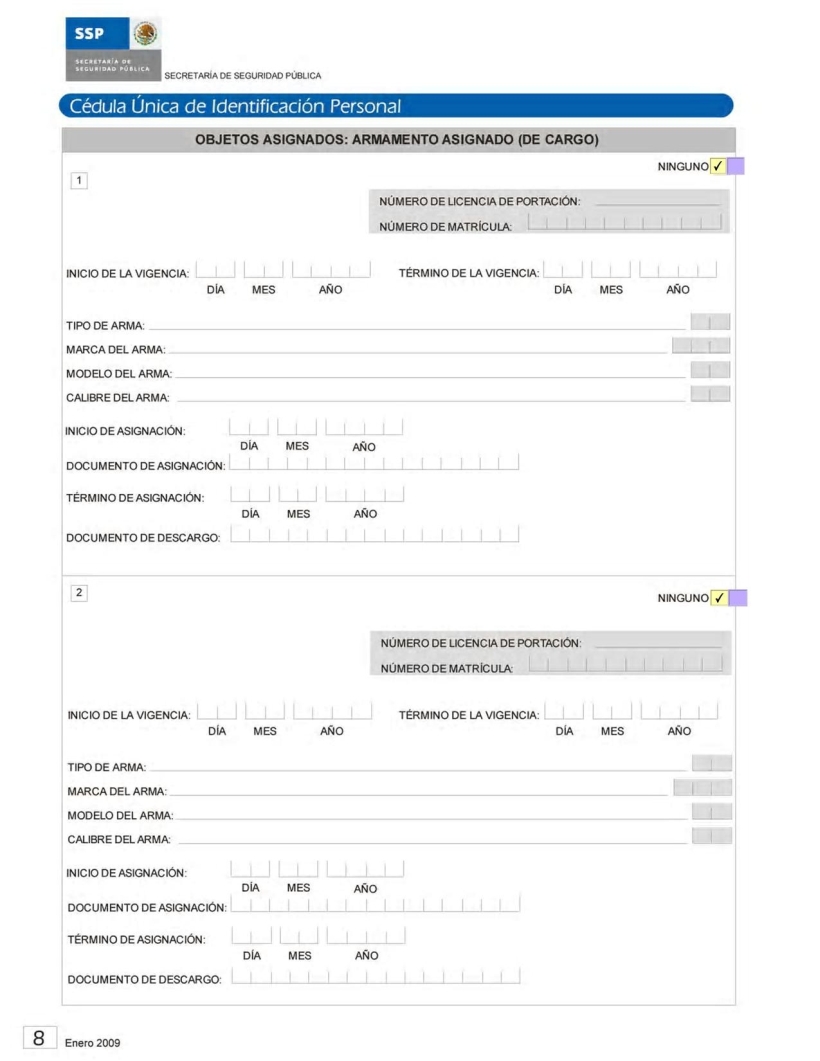 SSP
SECRETARÍA DE
SEGURIDAD PÚBLICA
SECRETARÍA DE SEGURIDAD PÚBLICA
Cédula Única de Identificación Personal
OBJETOS ASIGNADOS: ARMAMENTO ASIGNADO (DE CARGO)
NINGUNO ✓
1
NÚMERO DE LICENCIA DE PORTACIÓN:
NÚMERO DE MATRÍCULA:
INICIO DE LA VIGENCIA: TÉRMINO DE LA VIGENCIA:
DÍA MES AÑO DÍA MES AÑO
TIPO DE ARMA:
MARCA DEL ARMA:
MODELO DEL ARMA:
CALIBRE DEL ARMA:
INICIO DE ASIGNACIÓN:
DÍA MES AÑO
DOCUMENTO DE ASIGNACIÓN:
TÉRMINO DE ASIGNACIÓN:
DÍA MES AÑO
DOCUMENTO DE DESCARGO:
2
NINGUNO ✓
NÚMERO DE LICENCIA DE PORTACIÓN:
NÚMERO DE MATRÍCULA:
INICIO DE LA VIGENCIA: TÉRMINO DE LA VIGENCIA:
DÍA MES AÑO DÍA MES AÑO
TIPO DE ARMA:
MARCA DEL ARMA:
MODELO DEL ARMA:
CALIBRE DEL ARMA:
INICIO DE ASIGNACIÓN:
DÍA MES AÑO
DOCUMENTO DE ASIGNACIÓN:
TÉRMINO DE ASIGNACIÓN:
DÍA MES AÑO
DOCUMENTO DE DESCARGO:
8 Enero 2009